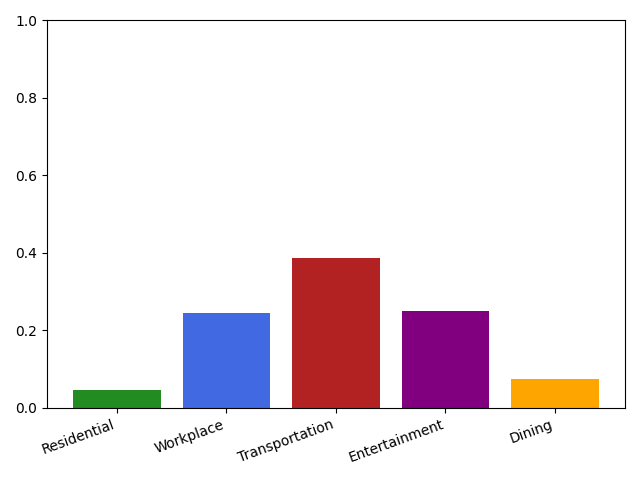 1.0
0.8
0.6
0.4
0.2
0.0
Residential
Workplace
Transportation
Entertainment
Dining